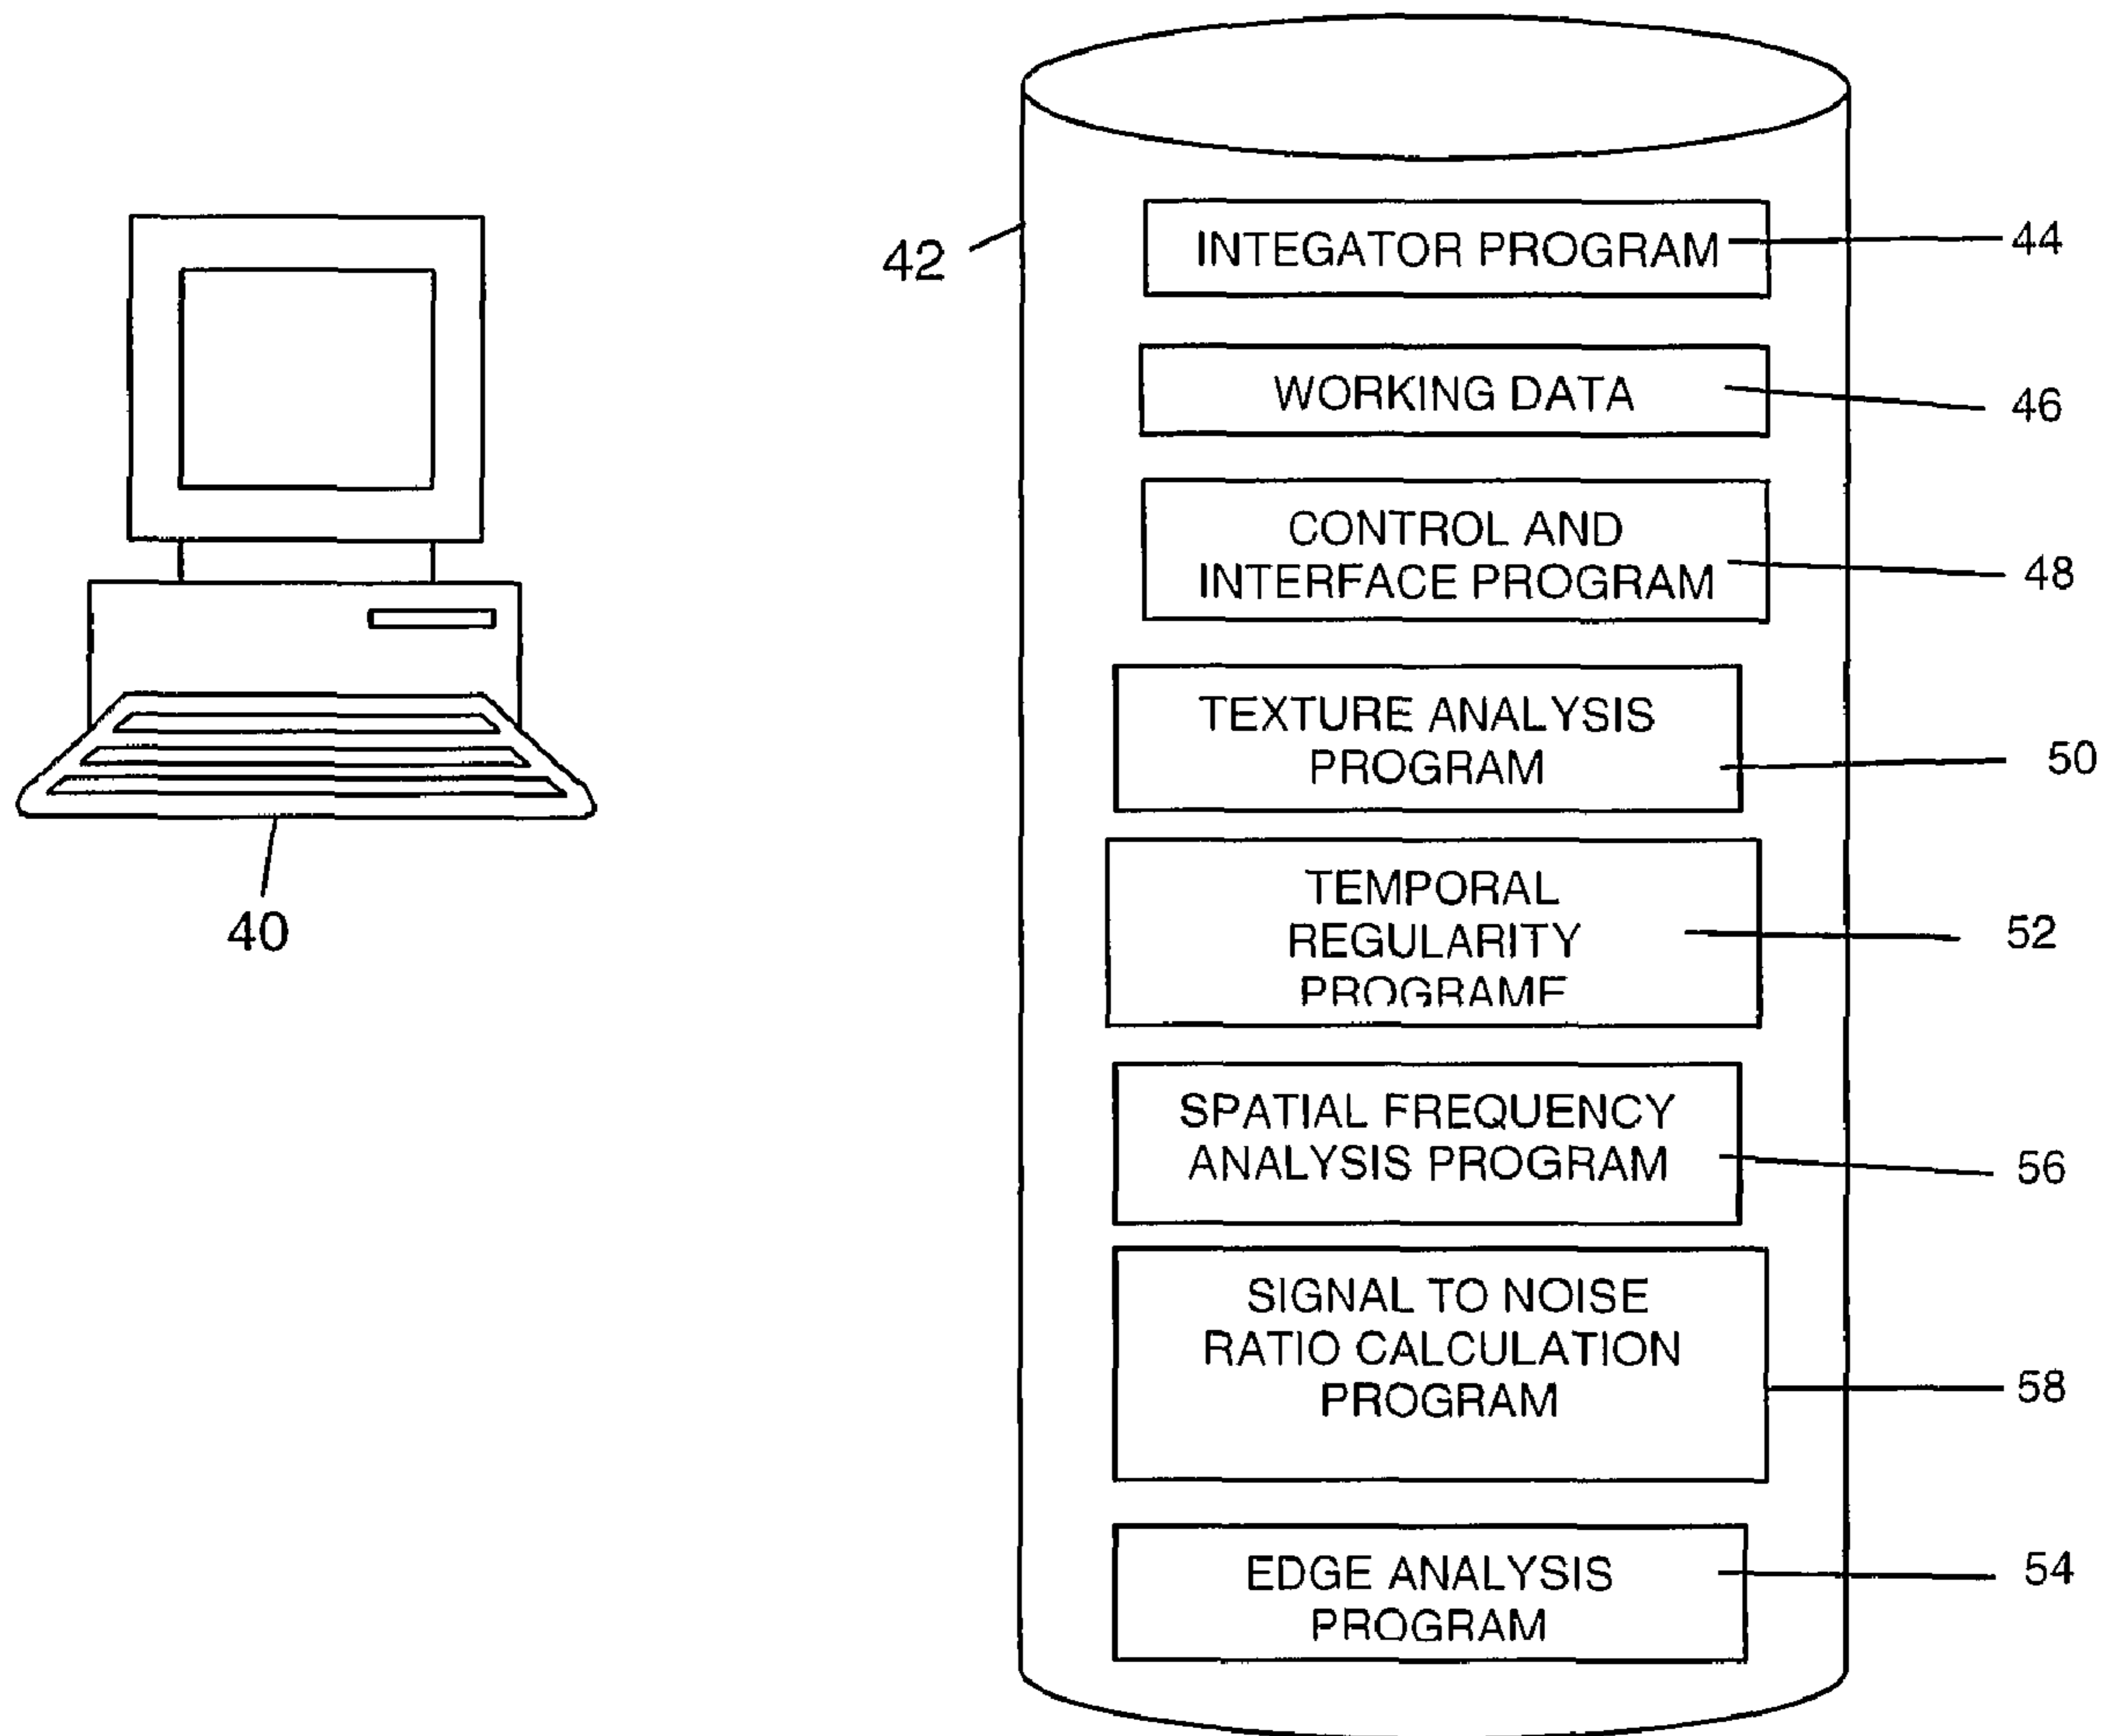 INTEGATOR PROGRAM
44
42
WORKING DATA
46
CONTROL AND
INTERFACE PROGRAM
48
TEXTURE ANALYSIS
PROGRAM
50
TEMPORAL
REGULARITY
PROGRAME
52
40
SPATIAL FREQUENCY
ANALYSIS PROGRAM
56
SIGNAL TO NOISE
RATIO CALCULATION
PROGRAM
58
EDGE ANALYSIS
PROGRAM
54